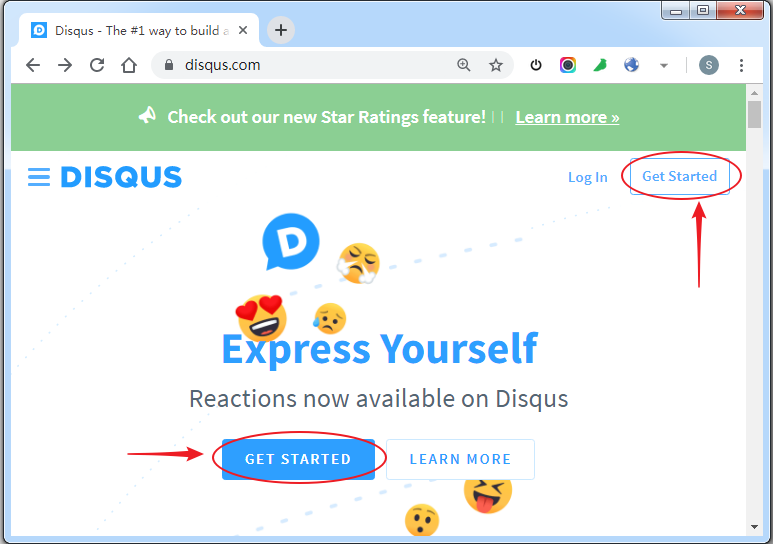 Disqus - The #1 way to build a
disqus.com
S
Check out our new Star Ratings feature! Learn more »
DISQUS
Log In
Get Started
D
Express Yourself
Reactions now available on Disqus
GET STARTED
LEARN MORE